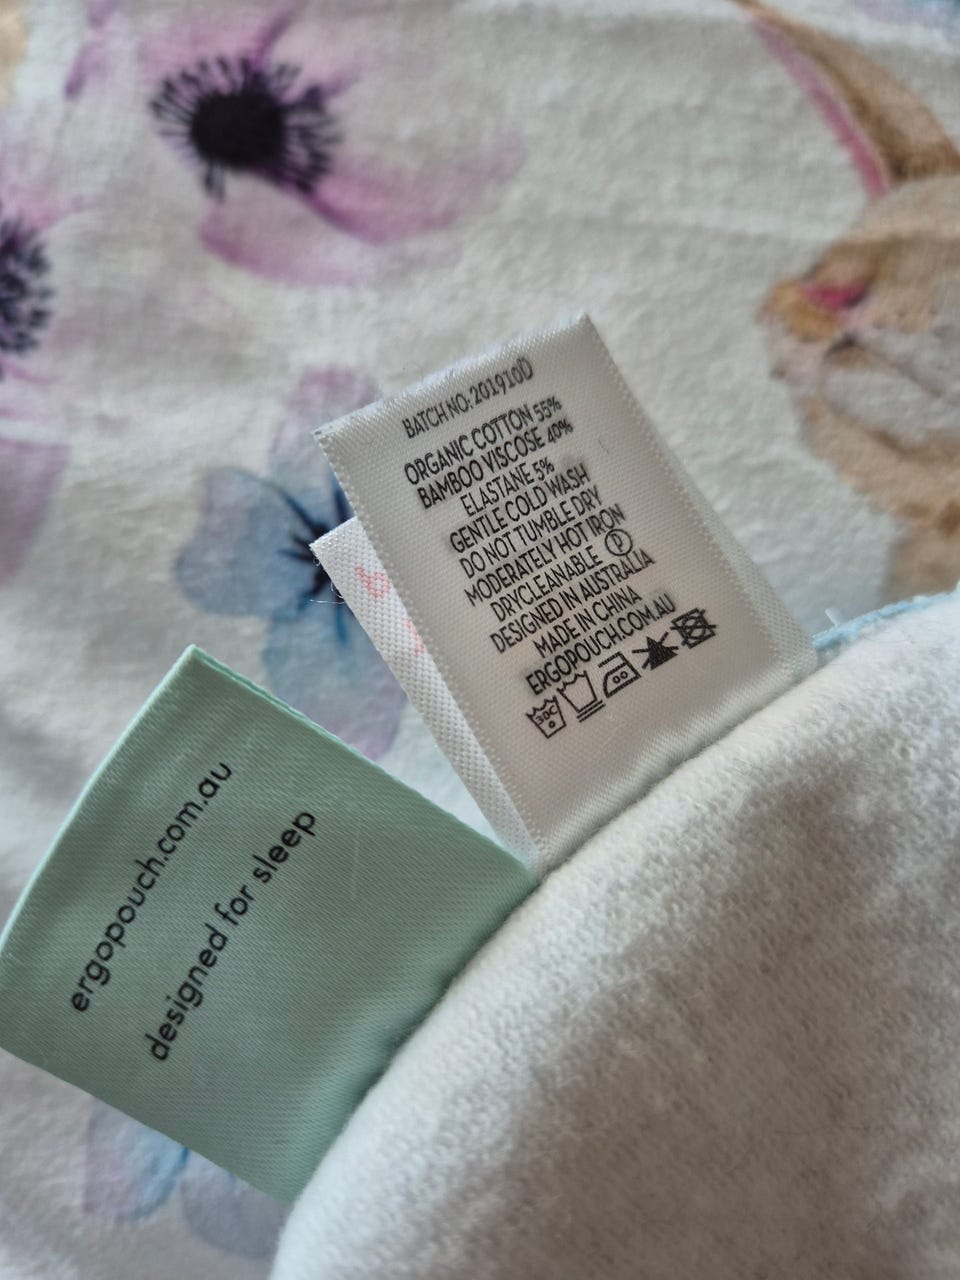 BATCH NO: 201910D
ORGANIC COTTON 55%
BAMBOO VISCOSE 40%
ELASTANE 5%
GENTLE COLD WASH
DO NOT TUMBLE DRY
MODERATELY HOT IRON
DRYCLEANABLE Ⓟ
DESIGNED IN AUSTRALIA
MADE IN CHINA
ERGOPOUCH.COM.AU
30C
ergopouch.com.au
designed for sleep